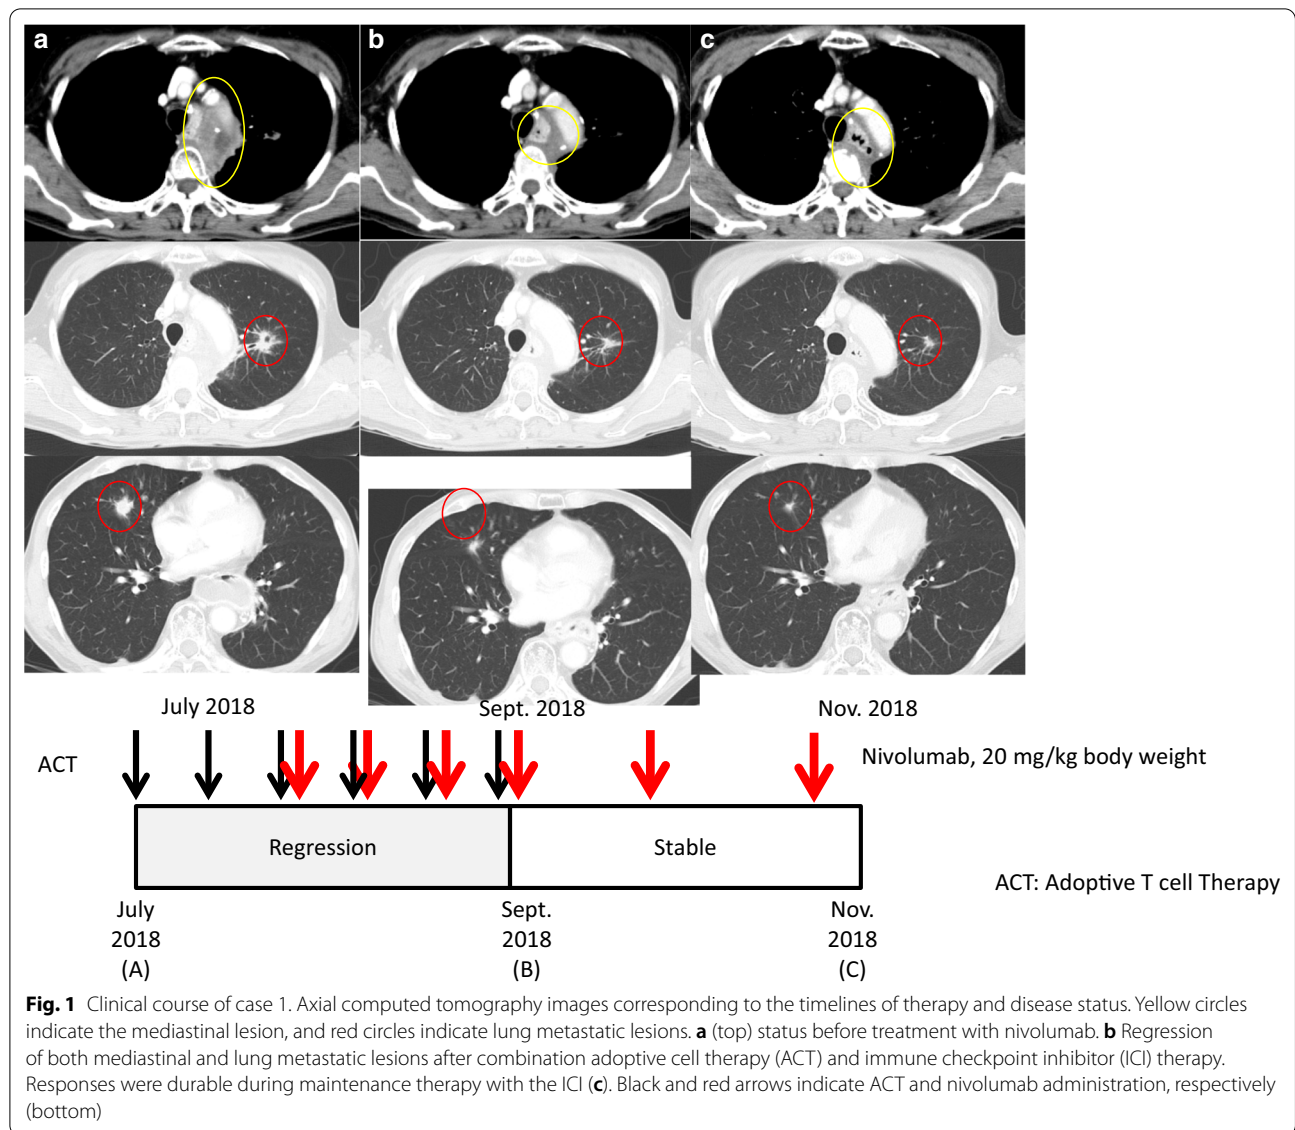 a
b
c
July 2018
Sept. 2018
Nov. 2018
ACT
Nivolumab, 20 mg/kg body weight
Regression
Stable
ACT: Adoptive T cell Therapy
July
2018
(A)
Sept.
2018
(B)
Nov.
2018
(C)
Fig. 1 Clinical course of case 1. Axial computed tomography images corresponding to the timelines of therapy and disease status. Yellow circles
indicate the mediastinal lesion, and red circles indicate lung metastatic lesions. a (top) status before treatment with nivolumab. b Regression
of both mediastinal and lung metastatic lesions after combination adoptive cell therapy (ACT) and immune checkpoint inhibitor (ICI) therapy.
Responses were durable during maintenance therapy with the ICI (c). Black and red arrows indicate ACT and nivolumab administration, respectively
(bottom)